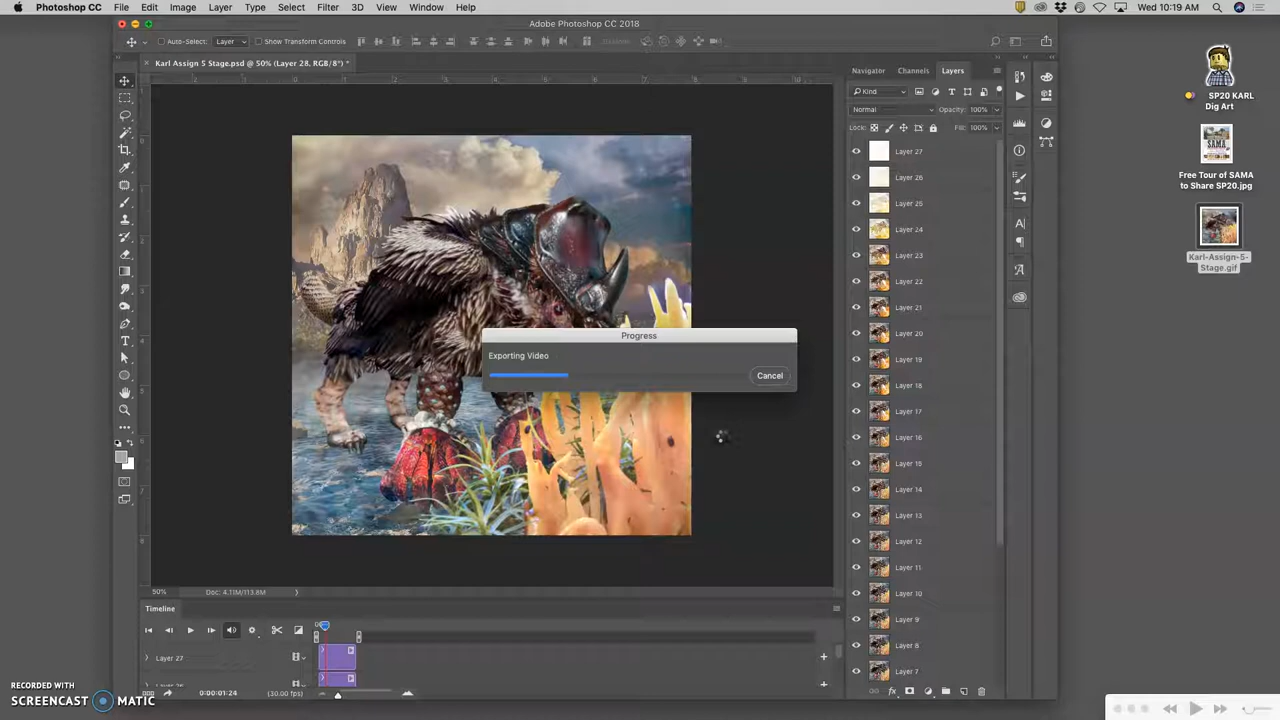 Photoshop CC File Edit Image Layer Type Select Filter 3D View Window Help
Wed 10:19 AM
Adobe Photoshop CC 2018
Auto-Select: Layer Show Transform Controls
Karl Assign 5 Stage.psd @ 50% (Layer 28, RGB/8*) *
Navigator Channels Layers
Kind
Normal Opacity: 100%
Lock: Fill: 100%
Layer 27
Layer 26
Layer 25
Layer 24
Layer 23
Layer 22
Layer 21
Layer 20
Layer 19
Layer 18
Layer 17
Layer 16
Layer 15
Layer 14
Layer 13
Layer 12
Layer 11
Layer 10
Layer 9
Layer 8
Layer 7
Progress
Exporting Video
Cancel
50% Doc: 4.11M/113.8M
Timeline
Layer 27
0:00:01:24 (30.00 fps)
SP20 KARL
Dig Art
Free Tour of SAMA
to Share SP20.jpg
SAMA
Karl-Assign-5-
Stage.gif
RECORDED WITH
SCREENCAST MATIC